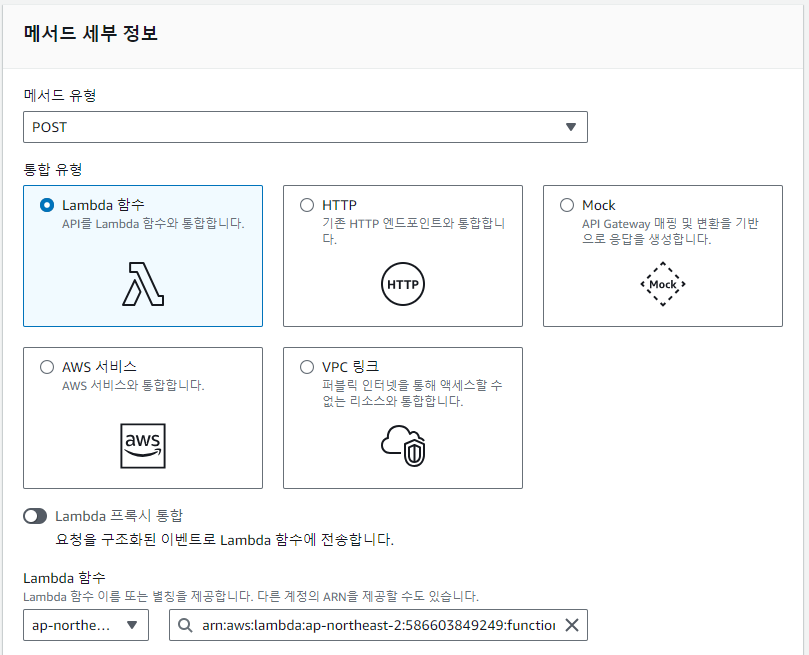 메서드 세부 정보
메서드 유형
POST
통합 유형
Lambda 함수
API를 Lambda 함수와 통합합니다.
HTTP
기존 HTTP 엔드포인트와 통합합니
다.
HTTP
Mock
API Gateway 매핑 및 변환을 기반
으로 응답을 생성합니다.
Mock
AWS 서비스
AWS 서비스와 통합합니다.
aws
VPC 링크
퍼블릭 인터넷을 통해 액세스할 수
없는 리소스와 통합합니다.
Lambda 프록시 통합
요청을 구조화된 이벤트로 Lambda 함수에 전송합니다.
Lambda 함수
Lambda 함수 이름 또는 별칭을 제공합니다. 다른 계정의 ARN을 제공할 수도 있습니다.
ap-northe...
arn:aws:lambda:ap-northeast-2:586603849249:function